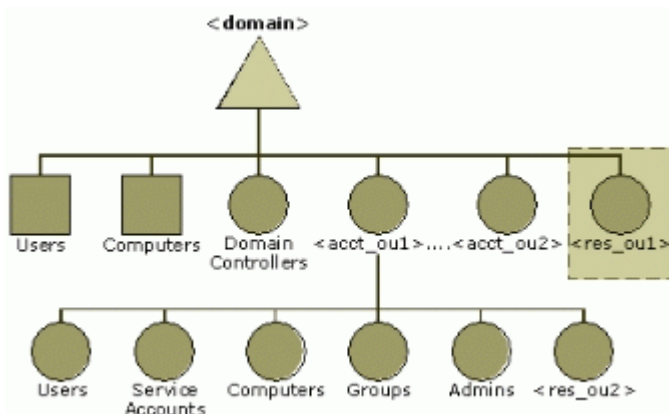 <domain>
Users Computers Domain Controllers <acct_ou1>....<acct_ou2> <res_ou1>
Users Service Accounts Computers Groups Admins <res_ou2>